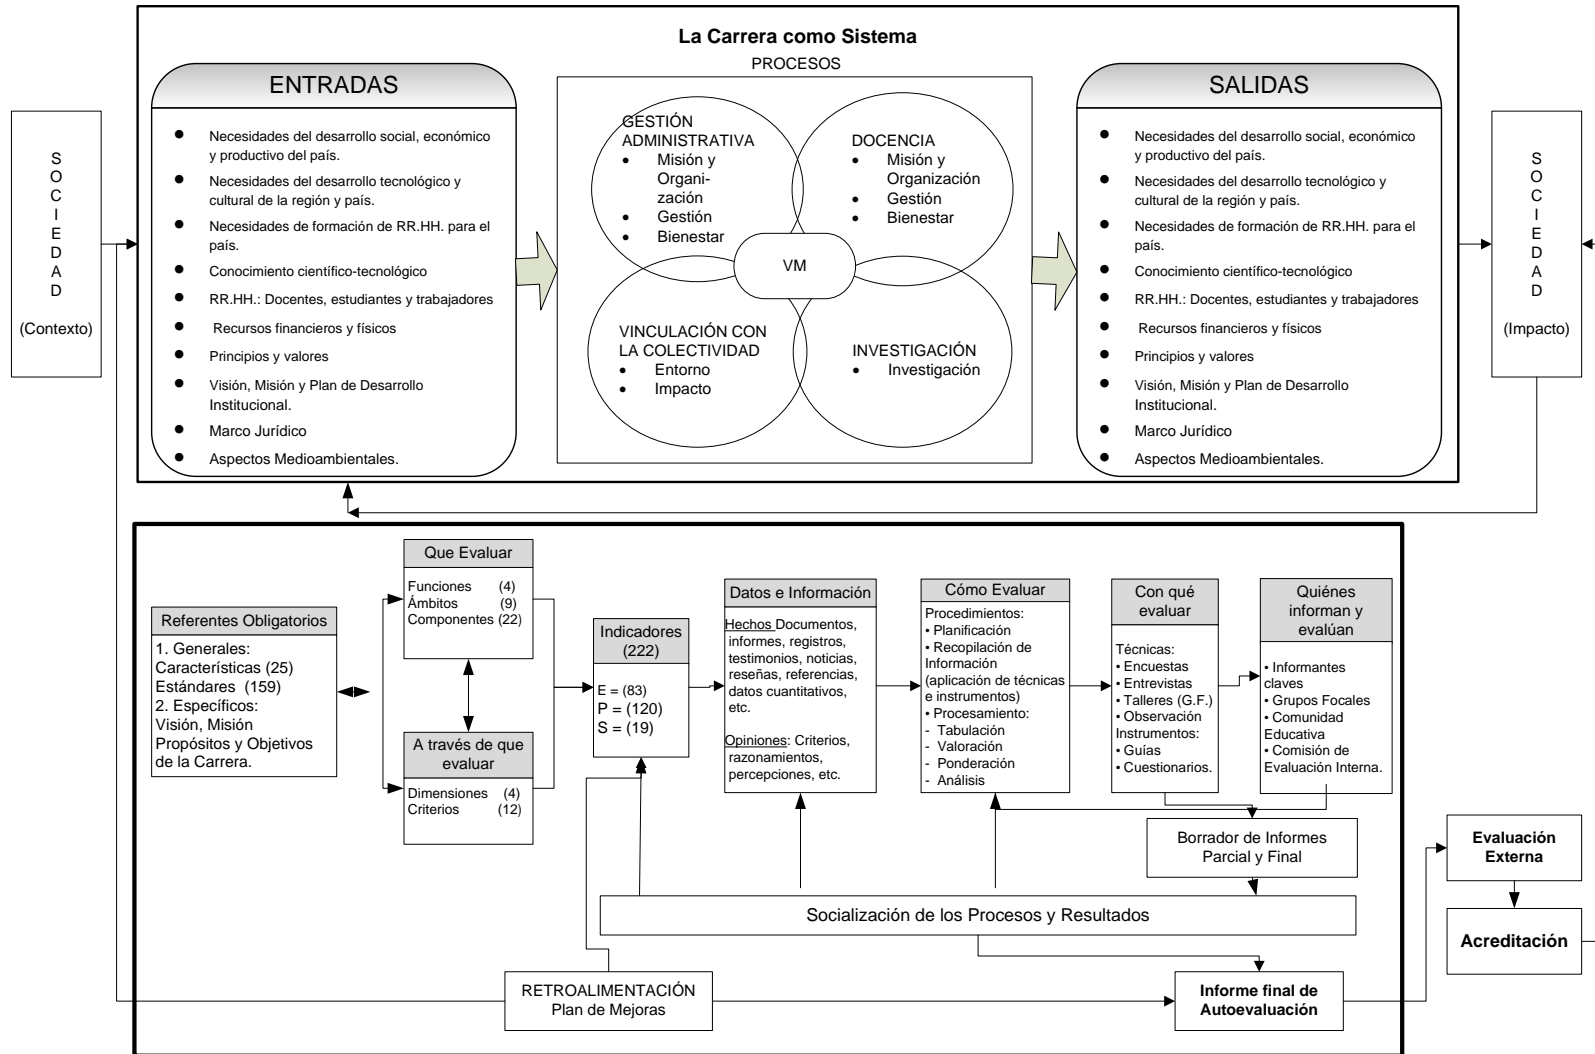 La Carrera como Sistema
PROCESOS
S
O
C
I
E
D
A
D
(Contexto)
ENTRADAS
• Necesidades del desarrollo social, económico
y productivo del país.
• Necesidades del desarrollo tecnológico y
cultural de la región y país.
• Necesidades de formación de RR.HH. para el
país.
• Conocimiento científico-tecnológico
• RR.HH.: Docentes, estudiantes y trabajadores
• Recursos financieros y físicos
• Principios y valores
• Visión, Misión y Plan de Desarrollo
Institucional.
• Marco Jurídico
• Aspectos Medioambientales.
GESTIÓN
ADMINISTRATIVA
• Misión y
Organi-
zación
• Gestión
• Bienestar
DOCENCIA
• Misión y
Organización
• Gestión
• Bienestar
VM
VINCULACIÓN CON
LA COLECTIVIDAD
• Entorno
• Impacto
INVESTIGACIÓN
• Investigación
SALIDAS
• Necesidades del desarrollo social, económico
y productivo del país.
• Necesidades del desarrollo tecnológico y
cultural de la región y país.
• Necesidades de formación de RR.HH. para el
país.
• Conocimiento científico-tecnológico
• RR.HH.: Docentes, estudiantes y trabajadores
• Recursos financieros y físicos
• Principios y valores
• Visión, Misión y Plan de Desarrollo
Institucional.
• Marco Jurídico
• Aspectos Medioambientales.
S
O
C
I
E
D
A
D
(Impacto)
Referentes Obligatorios
1. Generales:
Características (25)
Estándares (159)
2. Específicos:
Visión, Misión
Propósitos y Objetivos
de la Carrera.
Que Evaluar
Funciones (4)
Ámbitos (9)
Componentes (22)
A través de que
evaluar
Dimensiones (4)
Criterios (12)
Indicadores
(222)
E = (83)
P = (120)
S = (19)
Datos e Información
Hechos Documentos,
informes, registros,
testimonios, noticias,
reseñas, referencias,
datos cuantitativos,
etc.
Opiniones: Criterios,
razonamientos,
percepciones, etc.
Cómo Evaluar
Procedimientos:
• Planificación
• Recopilación de
Información
(aplicación de técnicas
e instrumentos)
• Procesamiento:
- Tabulación
- Valoración
- Ponderación
- Análisis
Con qué
evaluar
Técnicas:
• Encuestas
• Entrevistas
• Talleres (G.F.)
• Observación
Instrumentos:
• Guías
• Cuestionarios.
Quiénes
informan y
evalúan
• Informantes
claves
• Grupos Focales
• Comunidad
Educativa
• Comisión de
Evaluación Interna.
Borrador de Informes
Parcial y Final
Socialización de los Procesos y Resultados
RETROALIMENTACIÓN
Plan de Mejoras
Informe final de
Autoevaluación
Evaluación
Externa
Acreditación